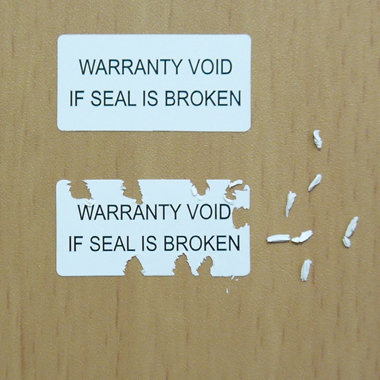 WARRANTY VOID
IF SEAL IS BROKEN
WARRANTY VOID
IF SEAL IS BROKEN